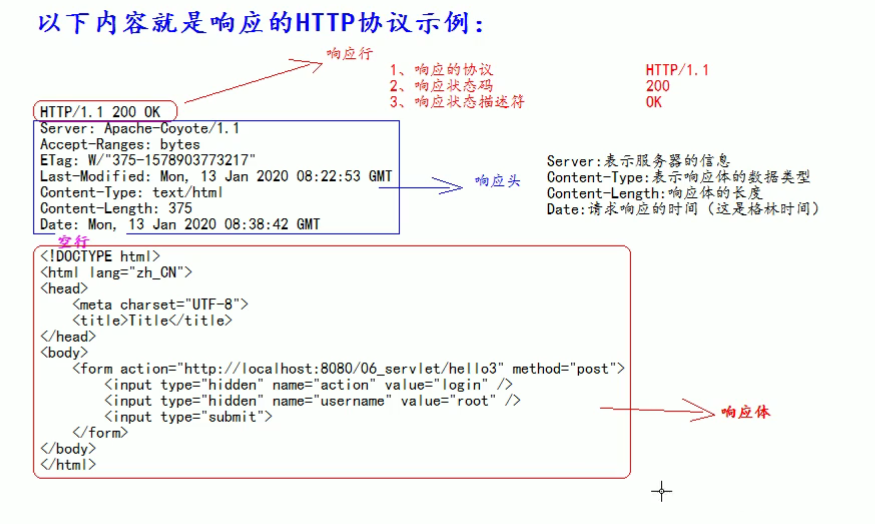 以下内容就是响应的HTTP协议示例：
响应行
1、响应的协议 HTTP/1.1
2、响应状态码 200
3、响应状态描述符 OK
HTTP/1.1 200 OK
Server: Apache-Coyote/1.1
Accept-Ranges: bytes
ETag: W/"375-1578903773217"
Last-Modified: Mon, 13 Jan 2020 08:22:53 GMT
Content-Type: text/html
Content-Length: 375
Date: Mon, 13 Jan 2020 08:38:42 GMT
响应头
Server:表示服务器的信息
Content-Type:表示响应体的数据类型
Content-Length:响应体的长度
Date:请求响应的时间（这是格林时间）
空行
<!DOCTYPE html>
<html lang="zh_CN">
<head>
    <meta charset="UTF-8">
    <title>Title</title>
</head>
<body>
    <form action="http://localhost:8080/06_servlet/hello3" method="post">
        <input type="hidden" name="action" value="login" />
        <input type="hidden" name="username" value="root" />
        <input type="submit">
    </form>
</body>
</html>
响应体